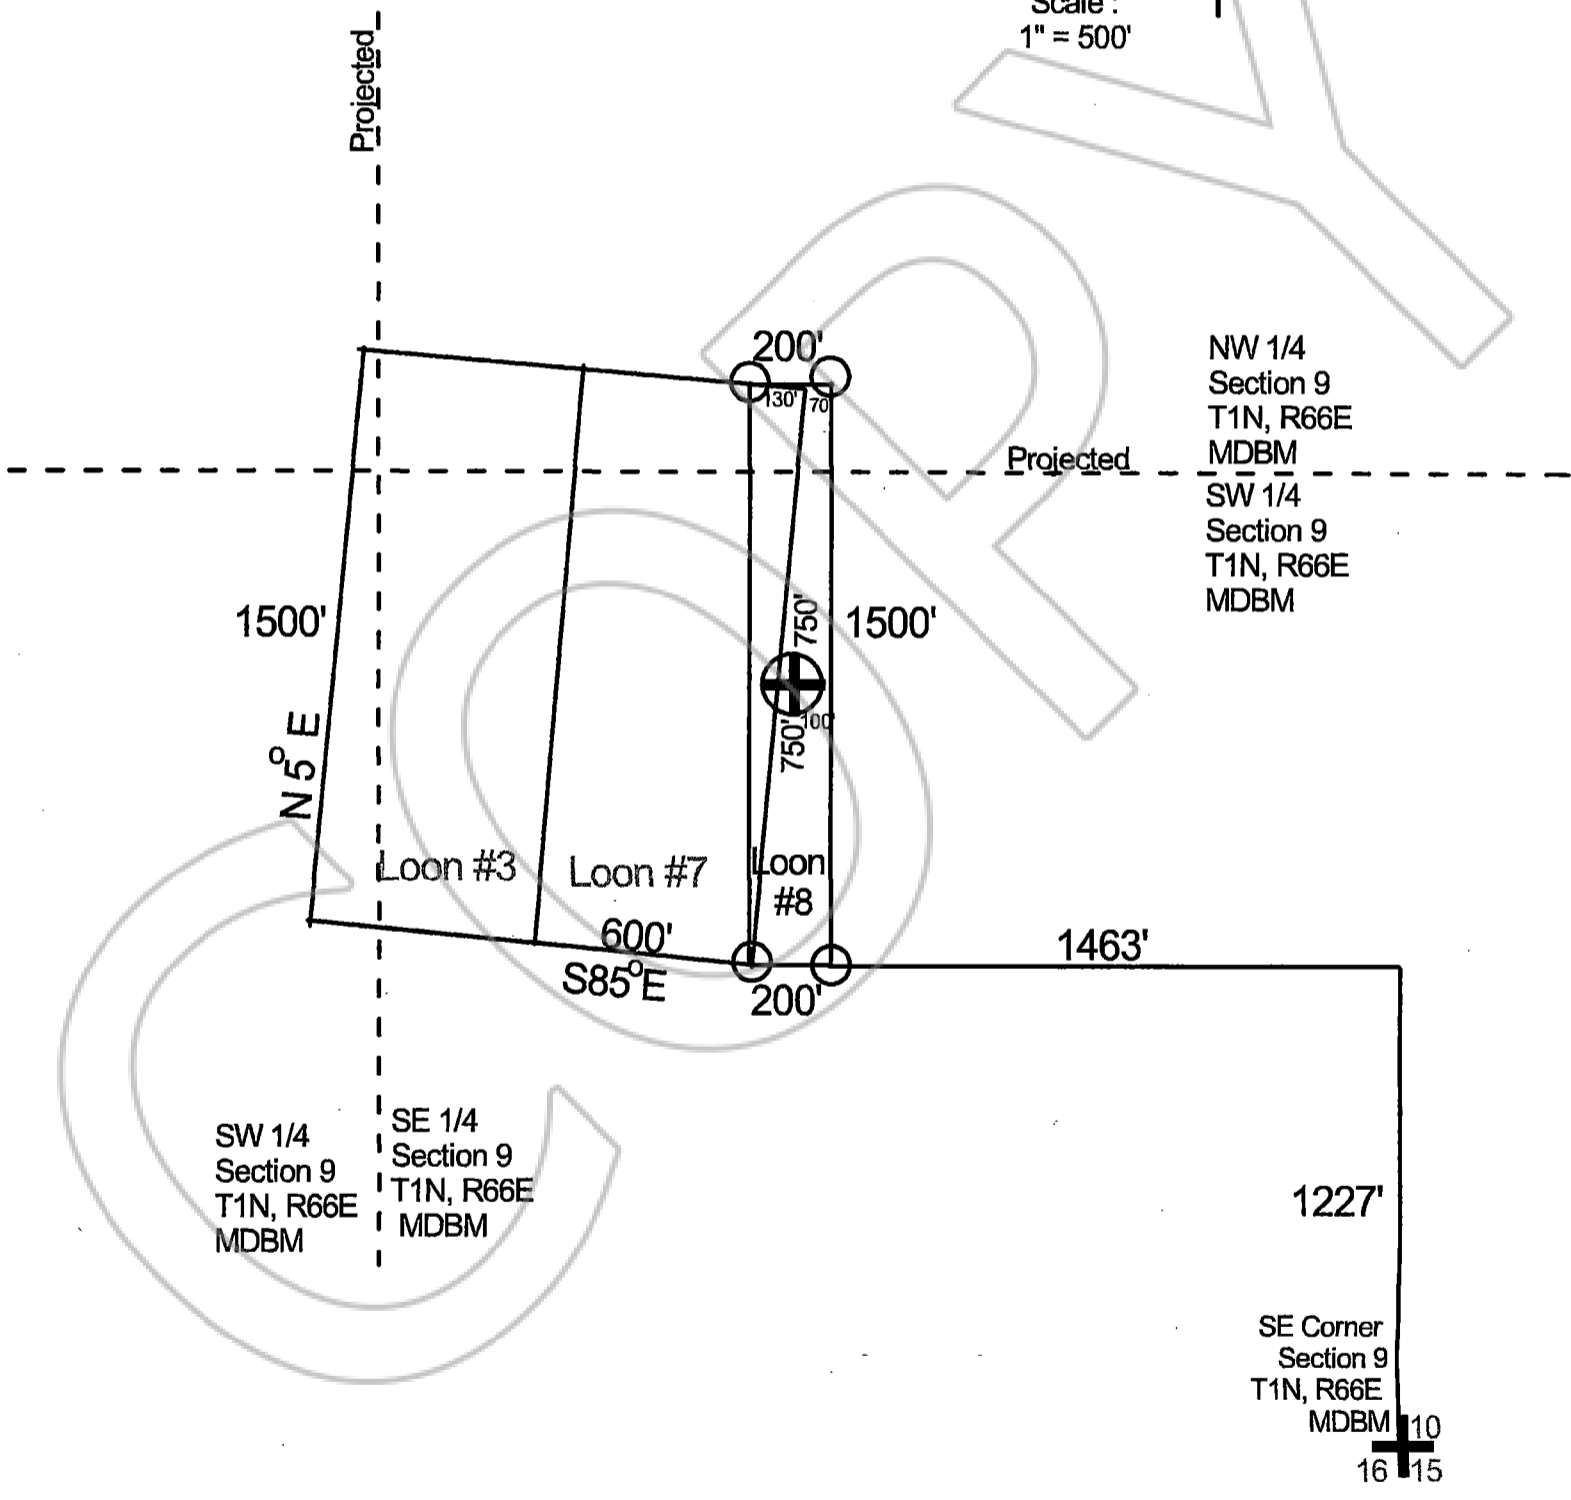 Scale :
1" = 500'
Projected
200'
130'
70'
NW 1/4
Section 9
T1N, R66E
MDBM
Projected
SW 1/4
Section 9
T1N, R66E
MDBM
1500'
750'
1500'
100'
750'
N 5° E
Loon #3
Loon #7
Loon
#8
600'
S85°E
200'
1463'
SW 1/4
Section 9
T1N, R66E
MDBM
SE 1/4
Section 9
T1N, R66E
MDBM
1227'
SE Corner
Section 9
T1N, R66E
MDBM
10
16
15
COPY